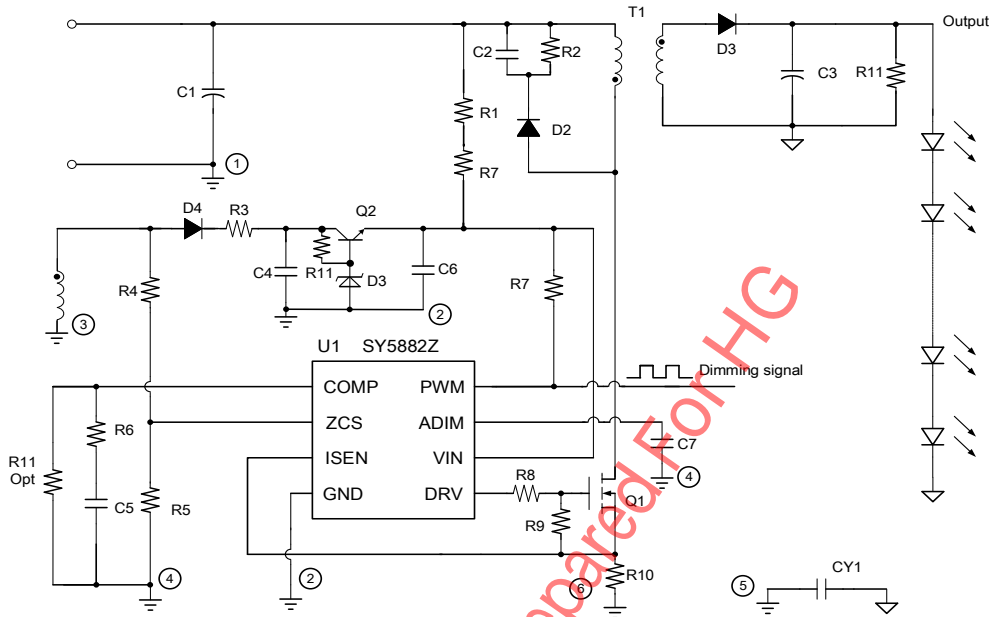 T1
Output
C2
R2
D3
C1
R1
C3
R11
D2
1
R7
D4
R3
Q2
C4
R11
D3
C6
R4
R7
3
2
U1 SY5882Z
COMP PWM
Dimming signal
ZCS ADIM
ISEN VIN
GND DRV
R6
R11
Opt
C5
R5
C7
4
R8
Q1
R9
4
2
6
R10
5
CY1
epared For HG